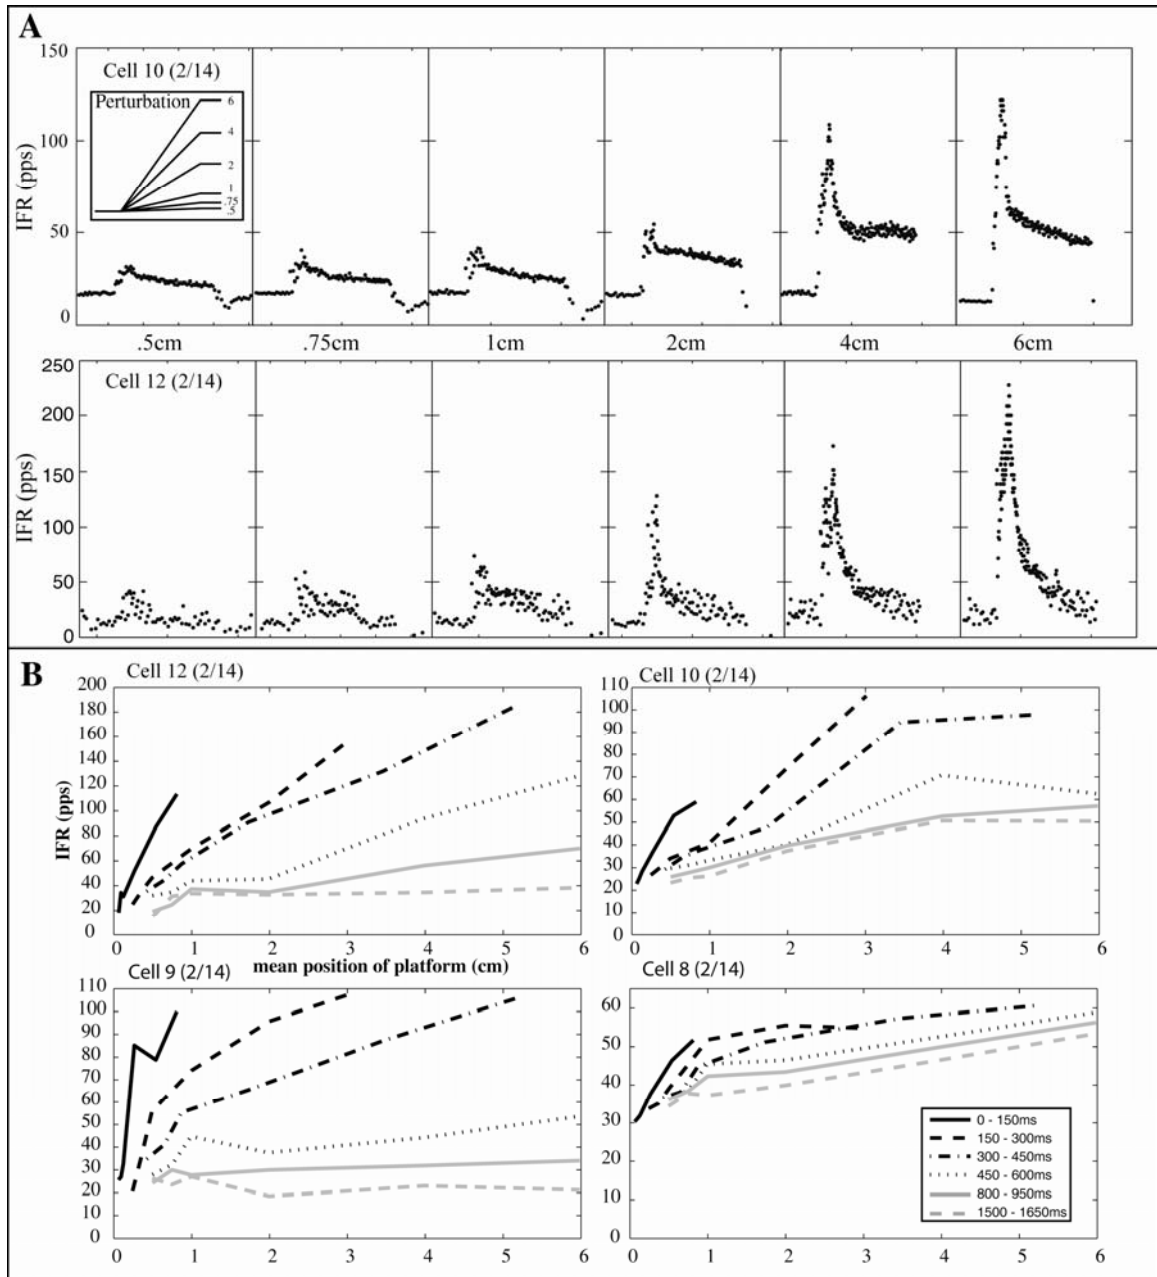 A
Cell 10 (2/14)
Perturbation
6
4
2
1
.75
.5
IFR (pps)
150
100
50
0
.5cm .75cm 1cm 2cm 4cm 6cm
Cell 12 (2/14)
IFR (pps)
250
200
250
150
100
50
0
B
Cell 12 (2/14)
IFR (pps)
200
180
160
140
120
100
80
60
40
20
0
0 1 2 3 4 5 6
mean position of platform (cm)
Cell 10 (2/14)
110
100
90
80
70
60
50
40
30
20
10
0
0 1 2 3 4 5 6
Cell 9 (2/14)
110
100
90
80
70
60
50
40
30
20
10
0
0 1 2 3 4 5 6
Cell 8 (2/14)
60
50
40
30
20
10
0
0 1 2 3 4 5 6
0 - 150ms
150 - 300ms
300 - 450ms
450 - 600ms
800 - 950ms
1500 - 1650ms